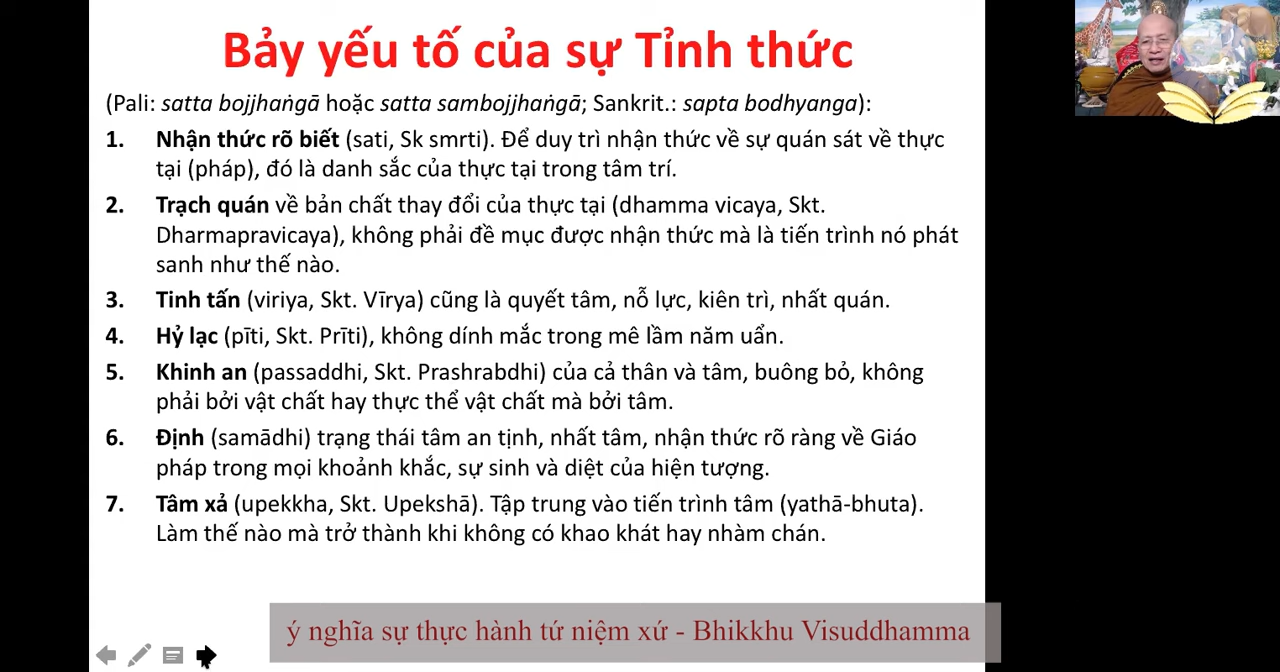 Bảy yếu tố của sự Tỉnh thức
(Pali: satta bojjhaṅgā hoặc satta sambojjhaṅgā; Sankrit.: sapta bodhyanga):
1. Nhận thức rõ biết (sati, Sk smrti). Để duy trì nhận thức về sự quán sát về thực
tại (pháp), đó là danh sắc của thực tại trong tâm trí.
2. Trạch quán về bản chất thay đổi của thực tại (dhamma vicaya, Skt.
Dharmapravicaya), không phải đề mục được nhận thức mà là tiến trình nó phát
sanh như thế nào.
3. Tinh tấn (viriya, Skt. Vīrya) cũng là quyết tâm, nỗ lực, kiên trì, nhất quán.
4. Hỷ lạc (pīti, Skt. Prīti), không dính mắc trong mê lầm năm uẩn.
5. Khinh an (passaddhi, Skt. Prashrabdhi) của cả thân và tâm, buông bỏ, không
phải bởi vật chất hay thực thể vật chất mà bởi tâm.
6. Định (samādhi) trạng thái tâm an tịnh, nhất tâm, nhận thức rõ ràng về Giáo
pháp trong mọi khoảnh khắc, sự sinh và diệt của hiện tượng.
7. Tâm xả (upekkha, Skt. Upekshā). Tập trung vào tiến trình tâm (yathā-bhuta).
Làm thế nào mà trở thành khi không có khao khát hay nhàm chán.
ý nghĩa sự thực hành tứ niệm xứ - Bhikkhu Visuddhamma